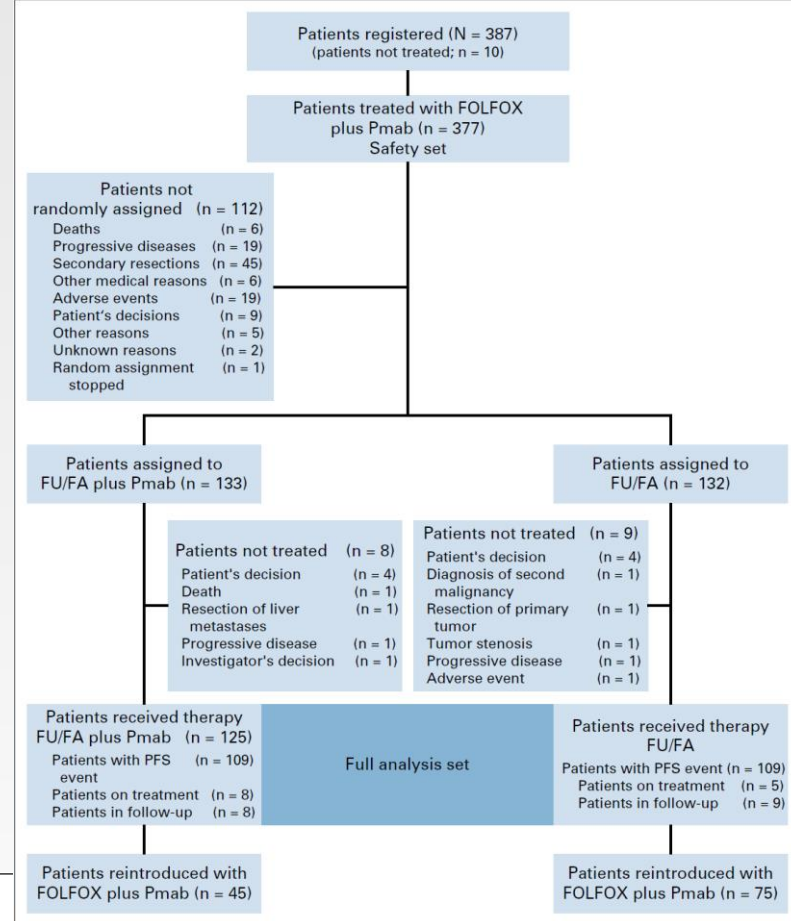 Patients registered (N = 387)
(patients not treated; n = 10)
Patients treated with FOLFOX
plus Pmab (n = 377)
Safety set
Patients not
randomly assigned (n = 112)
Deaths (n = 6)
Progressive diseases (n = 19)
Secondary resections (n = 45)
Other medical reasons (n = 6)
Adverse events (n = 19)
Patient's decisions (n = 9)
Other reasons (n = 5)
Unknown reasons (n = 2)
Random assignment (n = 1)
stopped
Patients assigned to
FU/FA plus Pmab (n = 133)
Patients assigned to
FU/FA (n = 132)
Patients not treated (n = 8)
Patient's decision (n = 4)
Death (n = 1)
Resection of liver (n = 1)
metastases
Progressive disease (n = 1)
Investigator's decision (n = 1)
Patients not treated (n = 9)
Patient's decision (n = 4)
Diagnosis of second (n = 1)
malignancy
Resection of primary (n = 1)
tumor
Tumor stenosis (n = 1)
Progressive disease (n = 1)
Adverse event (n = 1)
Patients received therapy
FU/FA plus Pmab (n = 125)
Patients with PFS (n = 109)
event
Patients on treatment (n = 8)
Patients in follow-up (n = 8)
Full analysis set
Patients received therapy
FU/FA
Patients with PFS event (n = 109)
Patients on treatment (n = 5)
Patients in follow-up (n = 9)
Patients reintroduced with
FOLFOX plus Pmab (n = 45)
Patients reintroduced with
FOLFOX plus Pmab (n = 75)